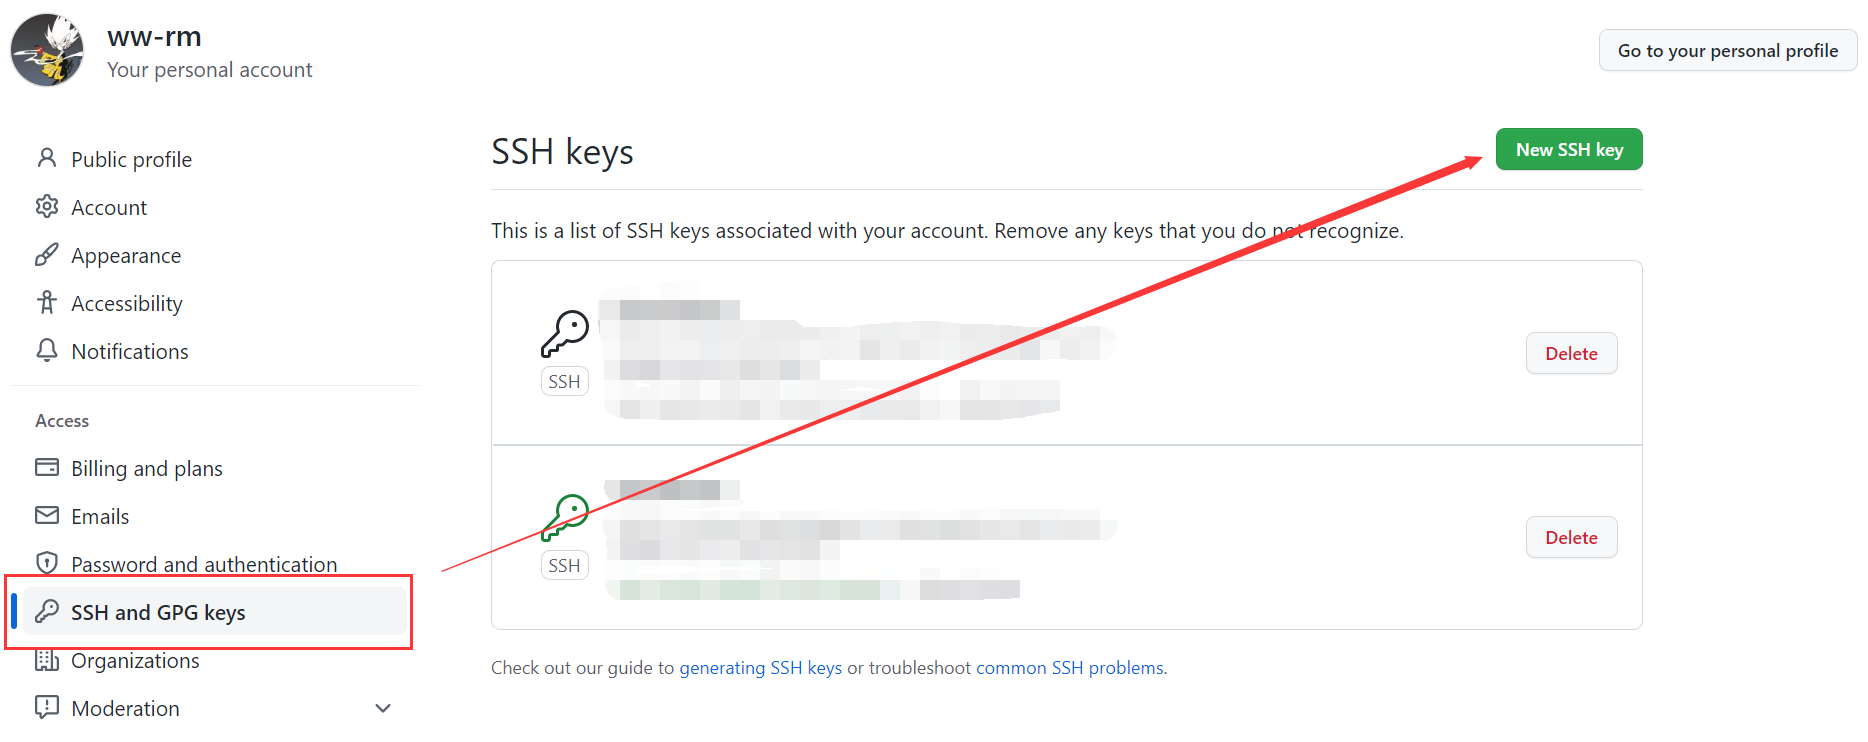 ww-rm
Your personal account
Go to your personal profile
Public profile
Account
Appearance
Accessibility
Notifications
Access
Billing and plans
Emails
Password and authentication
SSH and GPG keys
Organizations
Moderation
SSH keys
New SSH key
This is a list of SSH keys associated with your account. Remove any keys that you do not recognize.
SSH
Delete
SSH
Delete
Check out our guide to generating SSH keys or troubleshoot common SSH problems.